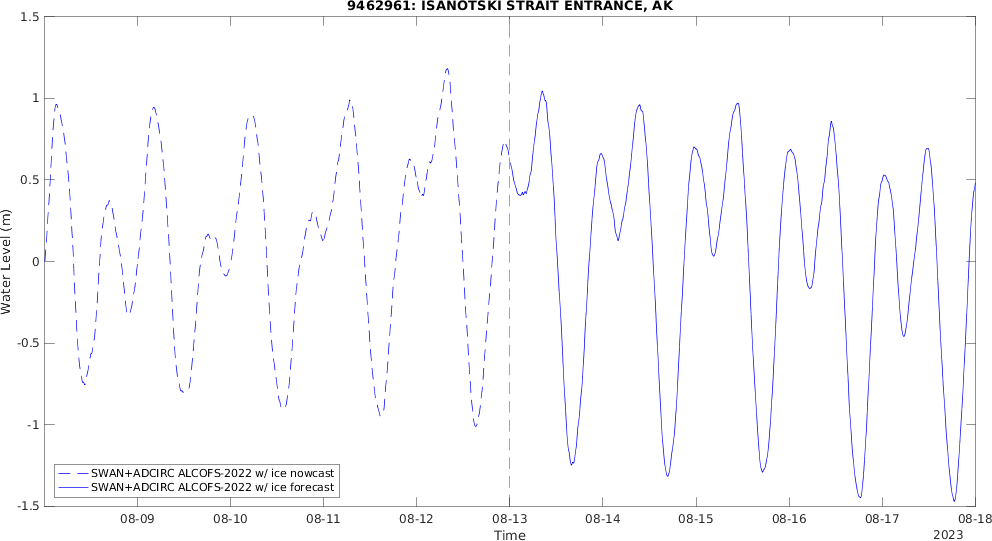 9462961: ISANOTSKI STRAIT ENTRANCE, AK
1.5
1
0.5
0
-0.5
-1
-1.5
Water Level (m)
SWAN+ADCIRC ALCOFS-2022 w/ ice nowcast
SWAN+ADCIRC ALCOFS-2022 w/ ice forecast
08-09 08-10 08-11 08-12 08-13 08-14 08-15 08-16 08-17 08-18
Time
2023